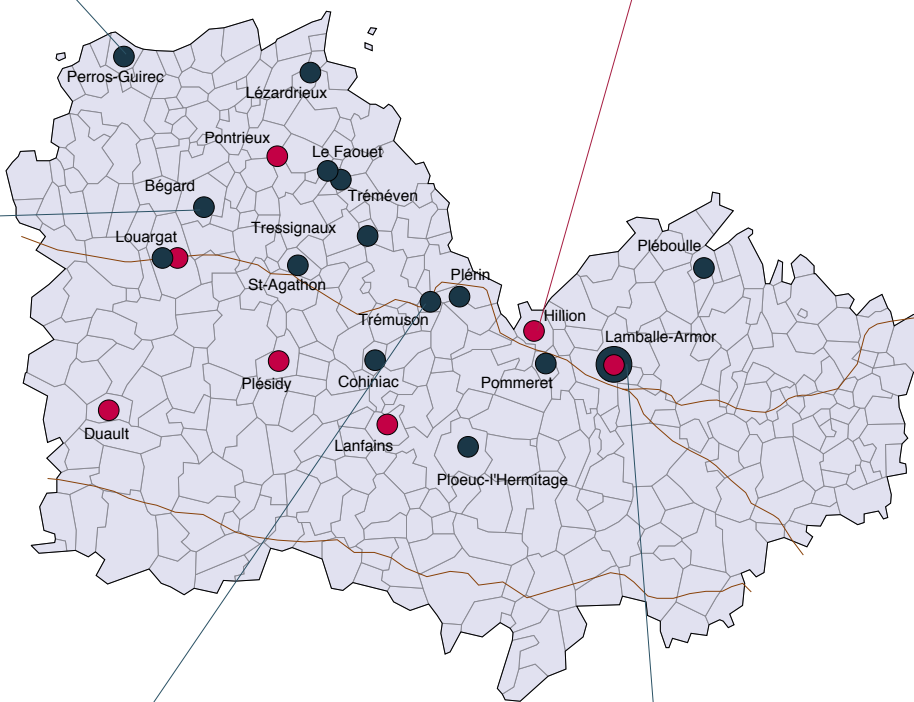 Perros-Guirec
Lézardrieux
Pontrieux
Le Faouet
Bégard
Tréméven
Tressignaux
Louargat
Pléboulle
St-Agathon
Plérin
Trémuson
Hillion
Lamballe-Armor
Plésidy
Cohiniac
Pommeret
Duault
Lanfains
Ploeuc-l'Hermitage